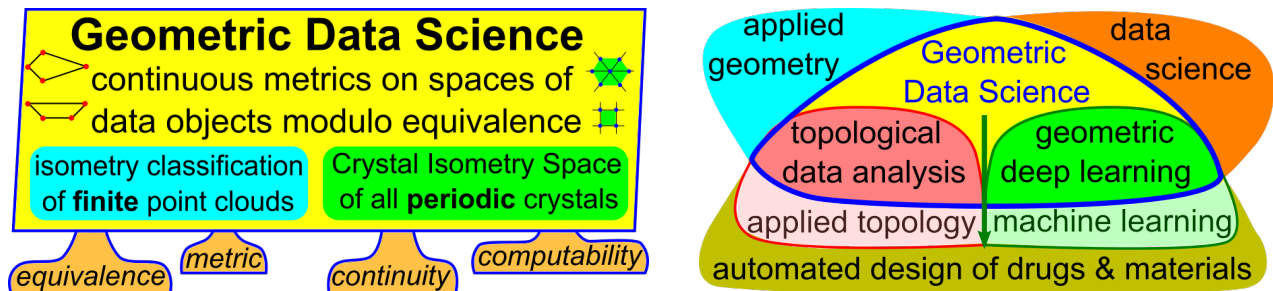 Geometric Data Science
continuous metrics on spaces of
data objects modulo equivalence
isometry classification
of finite point clouds
Crystal Isometry Space
of all periodic crystals
equivalence
metric
continuity
computability
applied
geometry
data
science
Geometric
Data Science
topological
data analysis
geometric
deep learning
applied topology
machine learning
automated design of drugs & materials